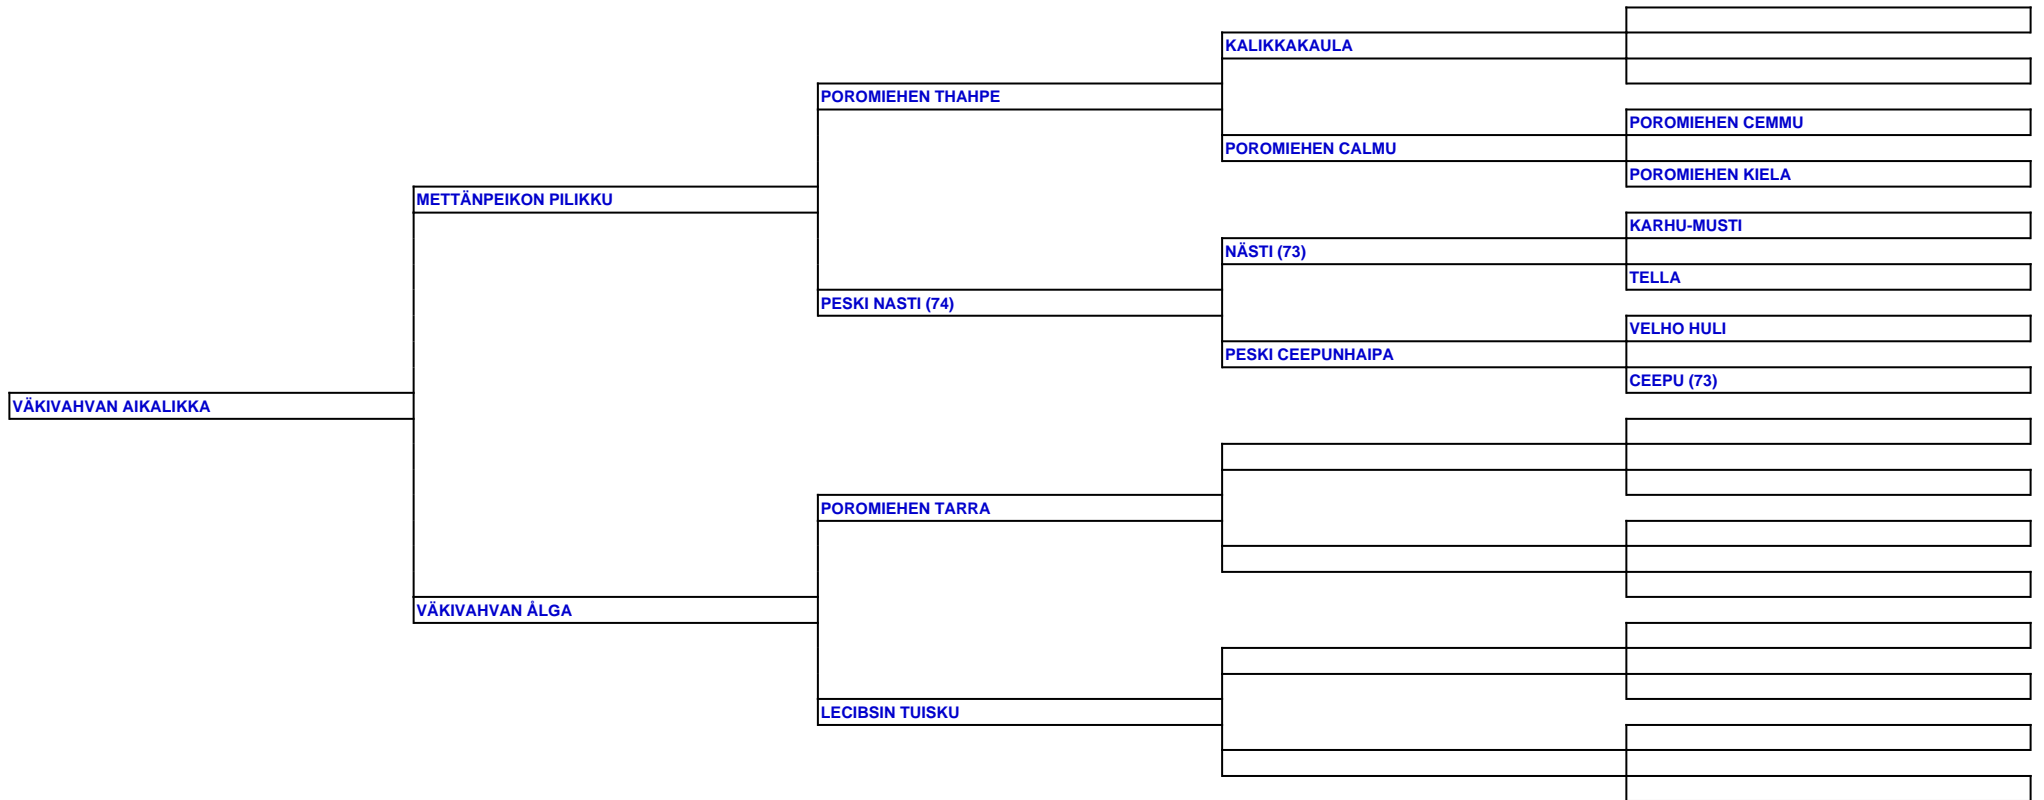 KALIKKAKAULA
POROMIEHEN THAHPE
POROMIEHEN CEMMU
POROMIEHEN CALMU
POROMIEHEN KIELA
METTÄNPEIKON PILIKKU
KARHU-MUSTI
NÄSTI (73)
TELLA
PESKI NASTI (74)
VELHO HULI
PESKI CEEPUNHAIPA
CEEPU (73)
VÄKIVAHVAN AIKALIKKA
POROMIEHEN TARRA
VÄKIVAHVAN ÅLGA
LECIBSIN TUISKU